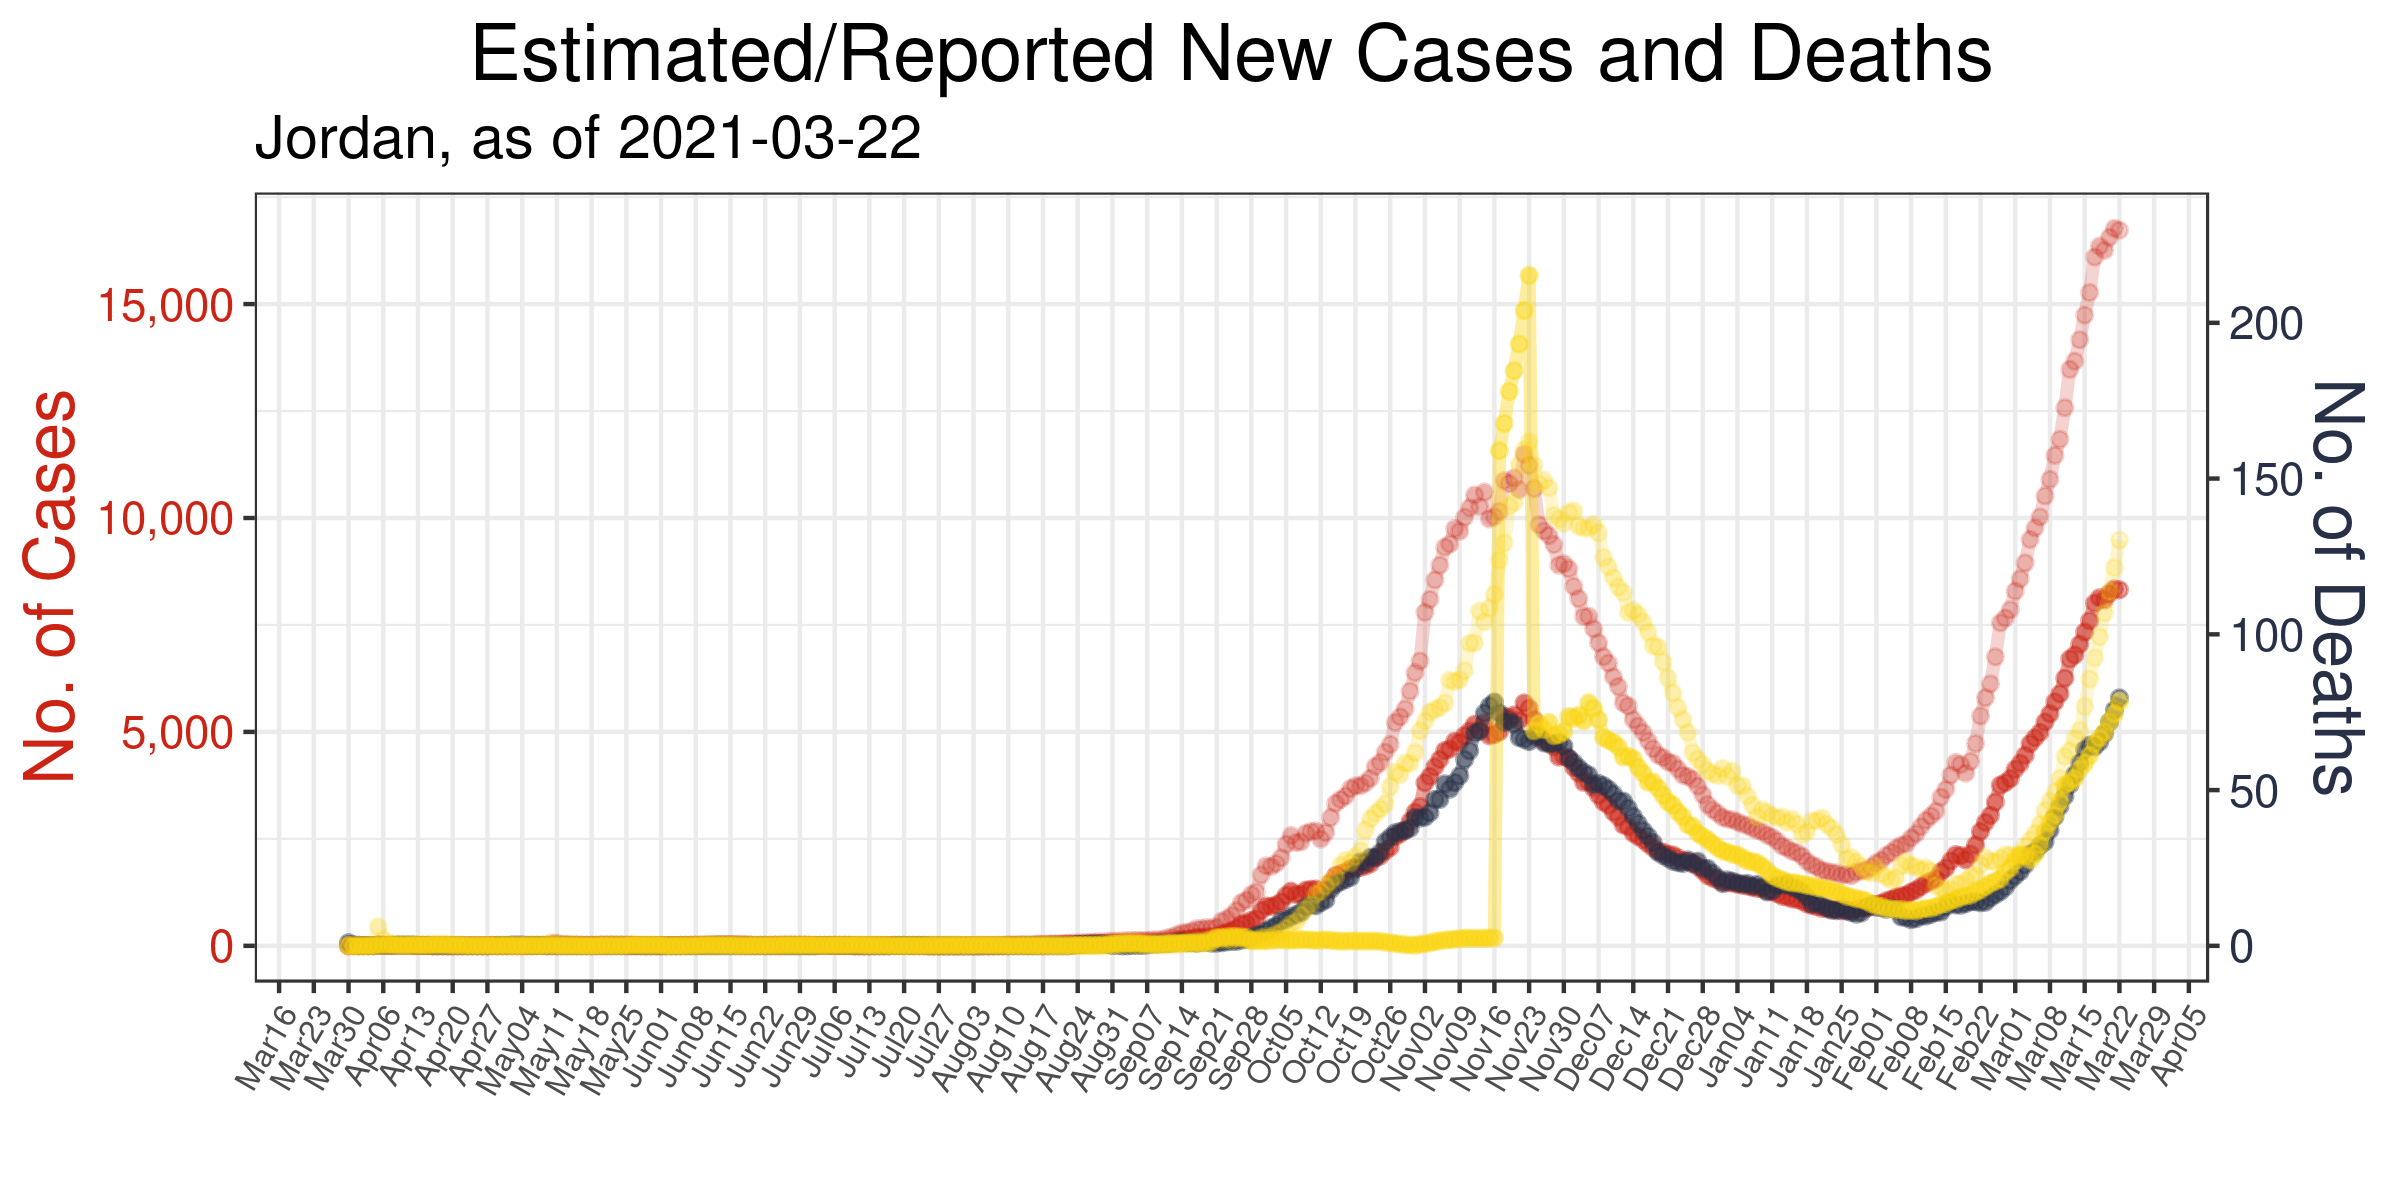 Estimated/Reported New Cases and Deaths
Jordan, as of 2021-03-22
No. of Cases
15,000
10,000
5,000
0
200
150
100
50
0
No. of Deaths
Mar16 Mar23 Mar30 Apr06 Apr13 Apr20 Apr27 May04 May11 May18 May25 Jun01 Jun08 Jun15 Jun22 Jun29 Jul06 Jul13 Jul20 Jul27 Aug03 Aug10 Aug17 Aug24 Aug31 Sep07 Sep14 Sep21 Sep28 Oct05 Oct12 Oct19 Oct26 Nov02 Nov09 Nov16 Nov23 Nov30 Dec07 Dec14 Dec21 Dec28 Dec04 Jan11 Jan18 Jan25 Feb01 Feb08 Feb15 Feb22 Mar01 Mar08 Mar15 Mar22 Mar29 Apr05